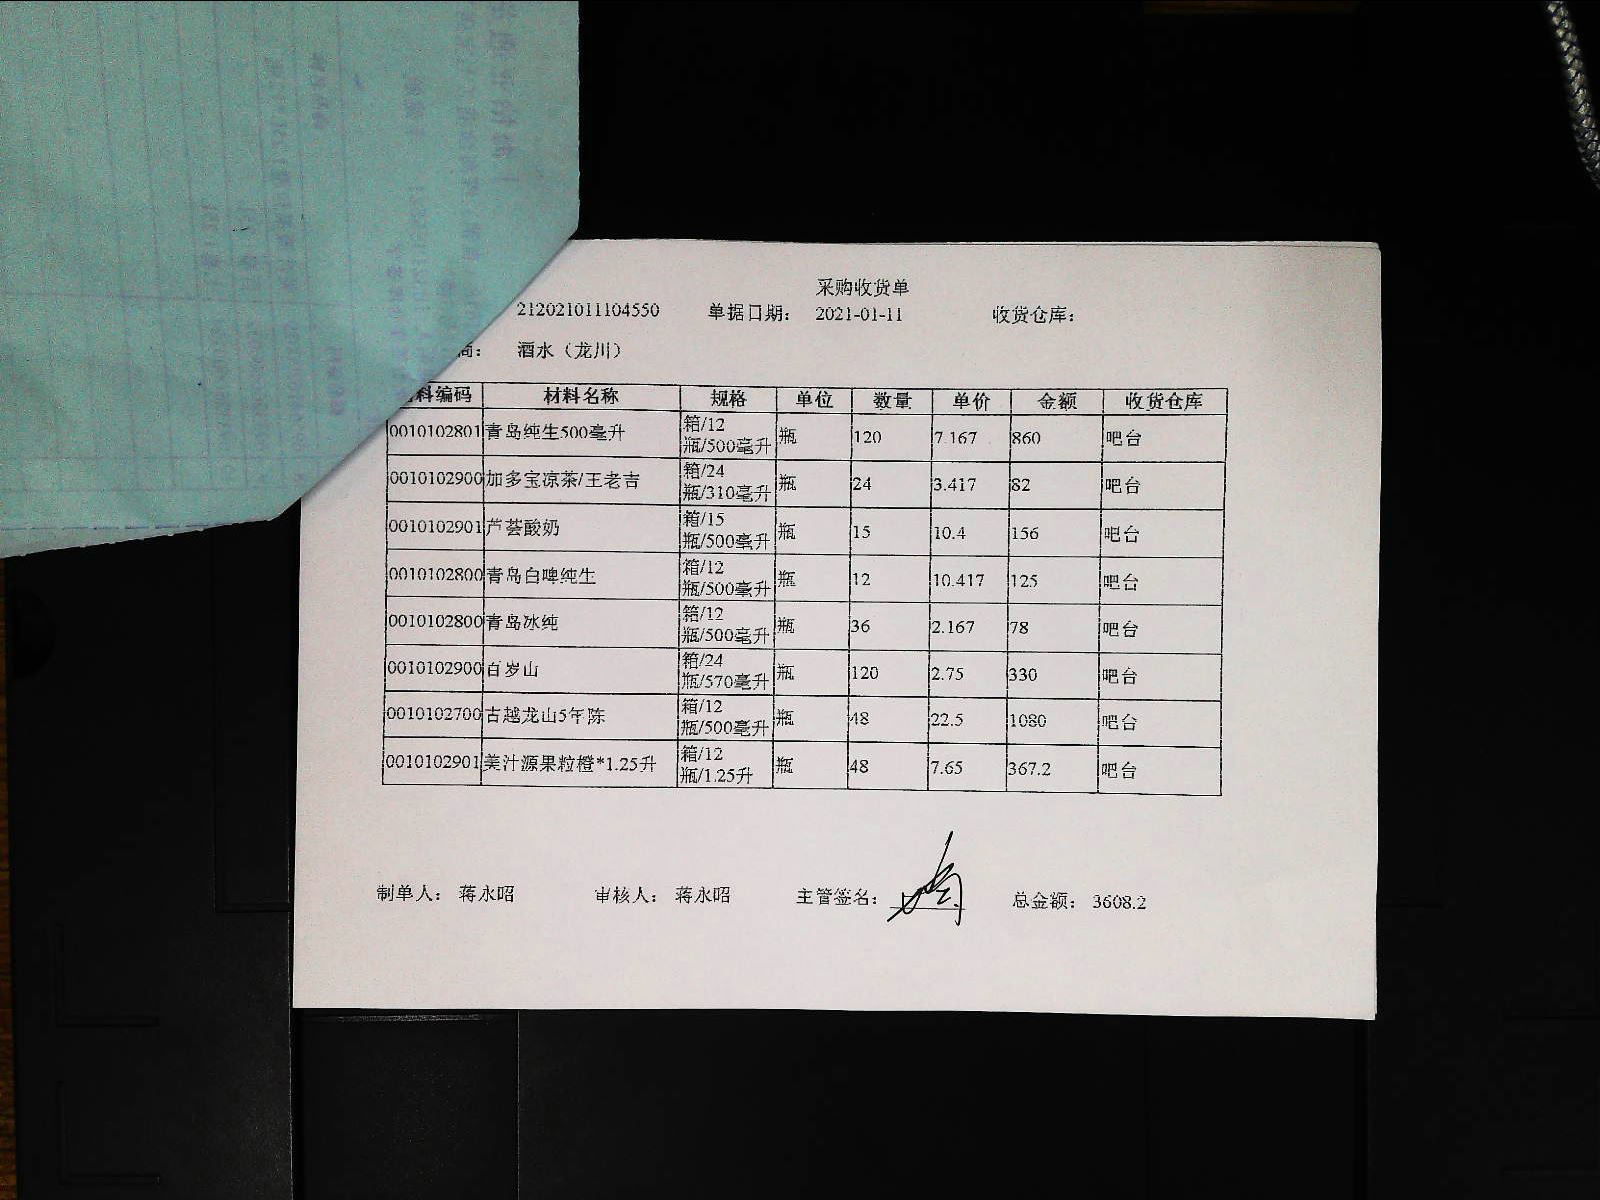 采购收货单
212021011104550 单据日期： 2021-01-11 收货仓库：
商： 酒水（龙川）
料编码 材料名称 规格 单位 数量 单价 金额 收货仓库
0010102801 青岛纯生500毫升 箱/12 瓶 120 7.167 860 吧台
瓶/500毫升
0010102900 加多宝凉茶/王老吉 箱/24 瓶 24 3.417 82 吧台
瓶/310毫升
0010102901 芦荟酸奶 箱/15 瓶 15 10.4 156 吧台
瓶/500毫升
0010102800 青岛白啤纯生 箱/12 瓶 12 10.417 125 吧台
瓶/500毫升
0010102800 青岛冰纯 箱/12 瓶 36 2.167 78 吧台
瓶/500毫升
0010102900 百岁山 箱/24 瓶 120 2.75 330 吧台
瓶/570毫升
0010102700 古越龙山5年陈 箱/12 瓶 48 22.5 1080 吧台
瓶/500毫升
0010102901 美汁源果粒橙*1.25升 箱/12 瓶 48 7.65 367.2 吧台
瓶/1.25升
制单人： 蒋永昭 审核人： 蒋永昭 主管签名： 总金额： 3608.2